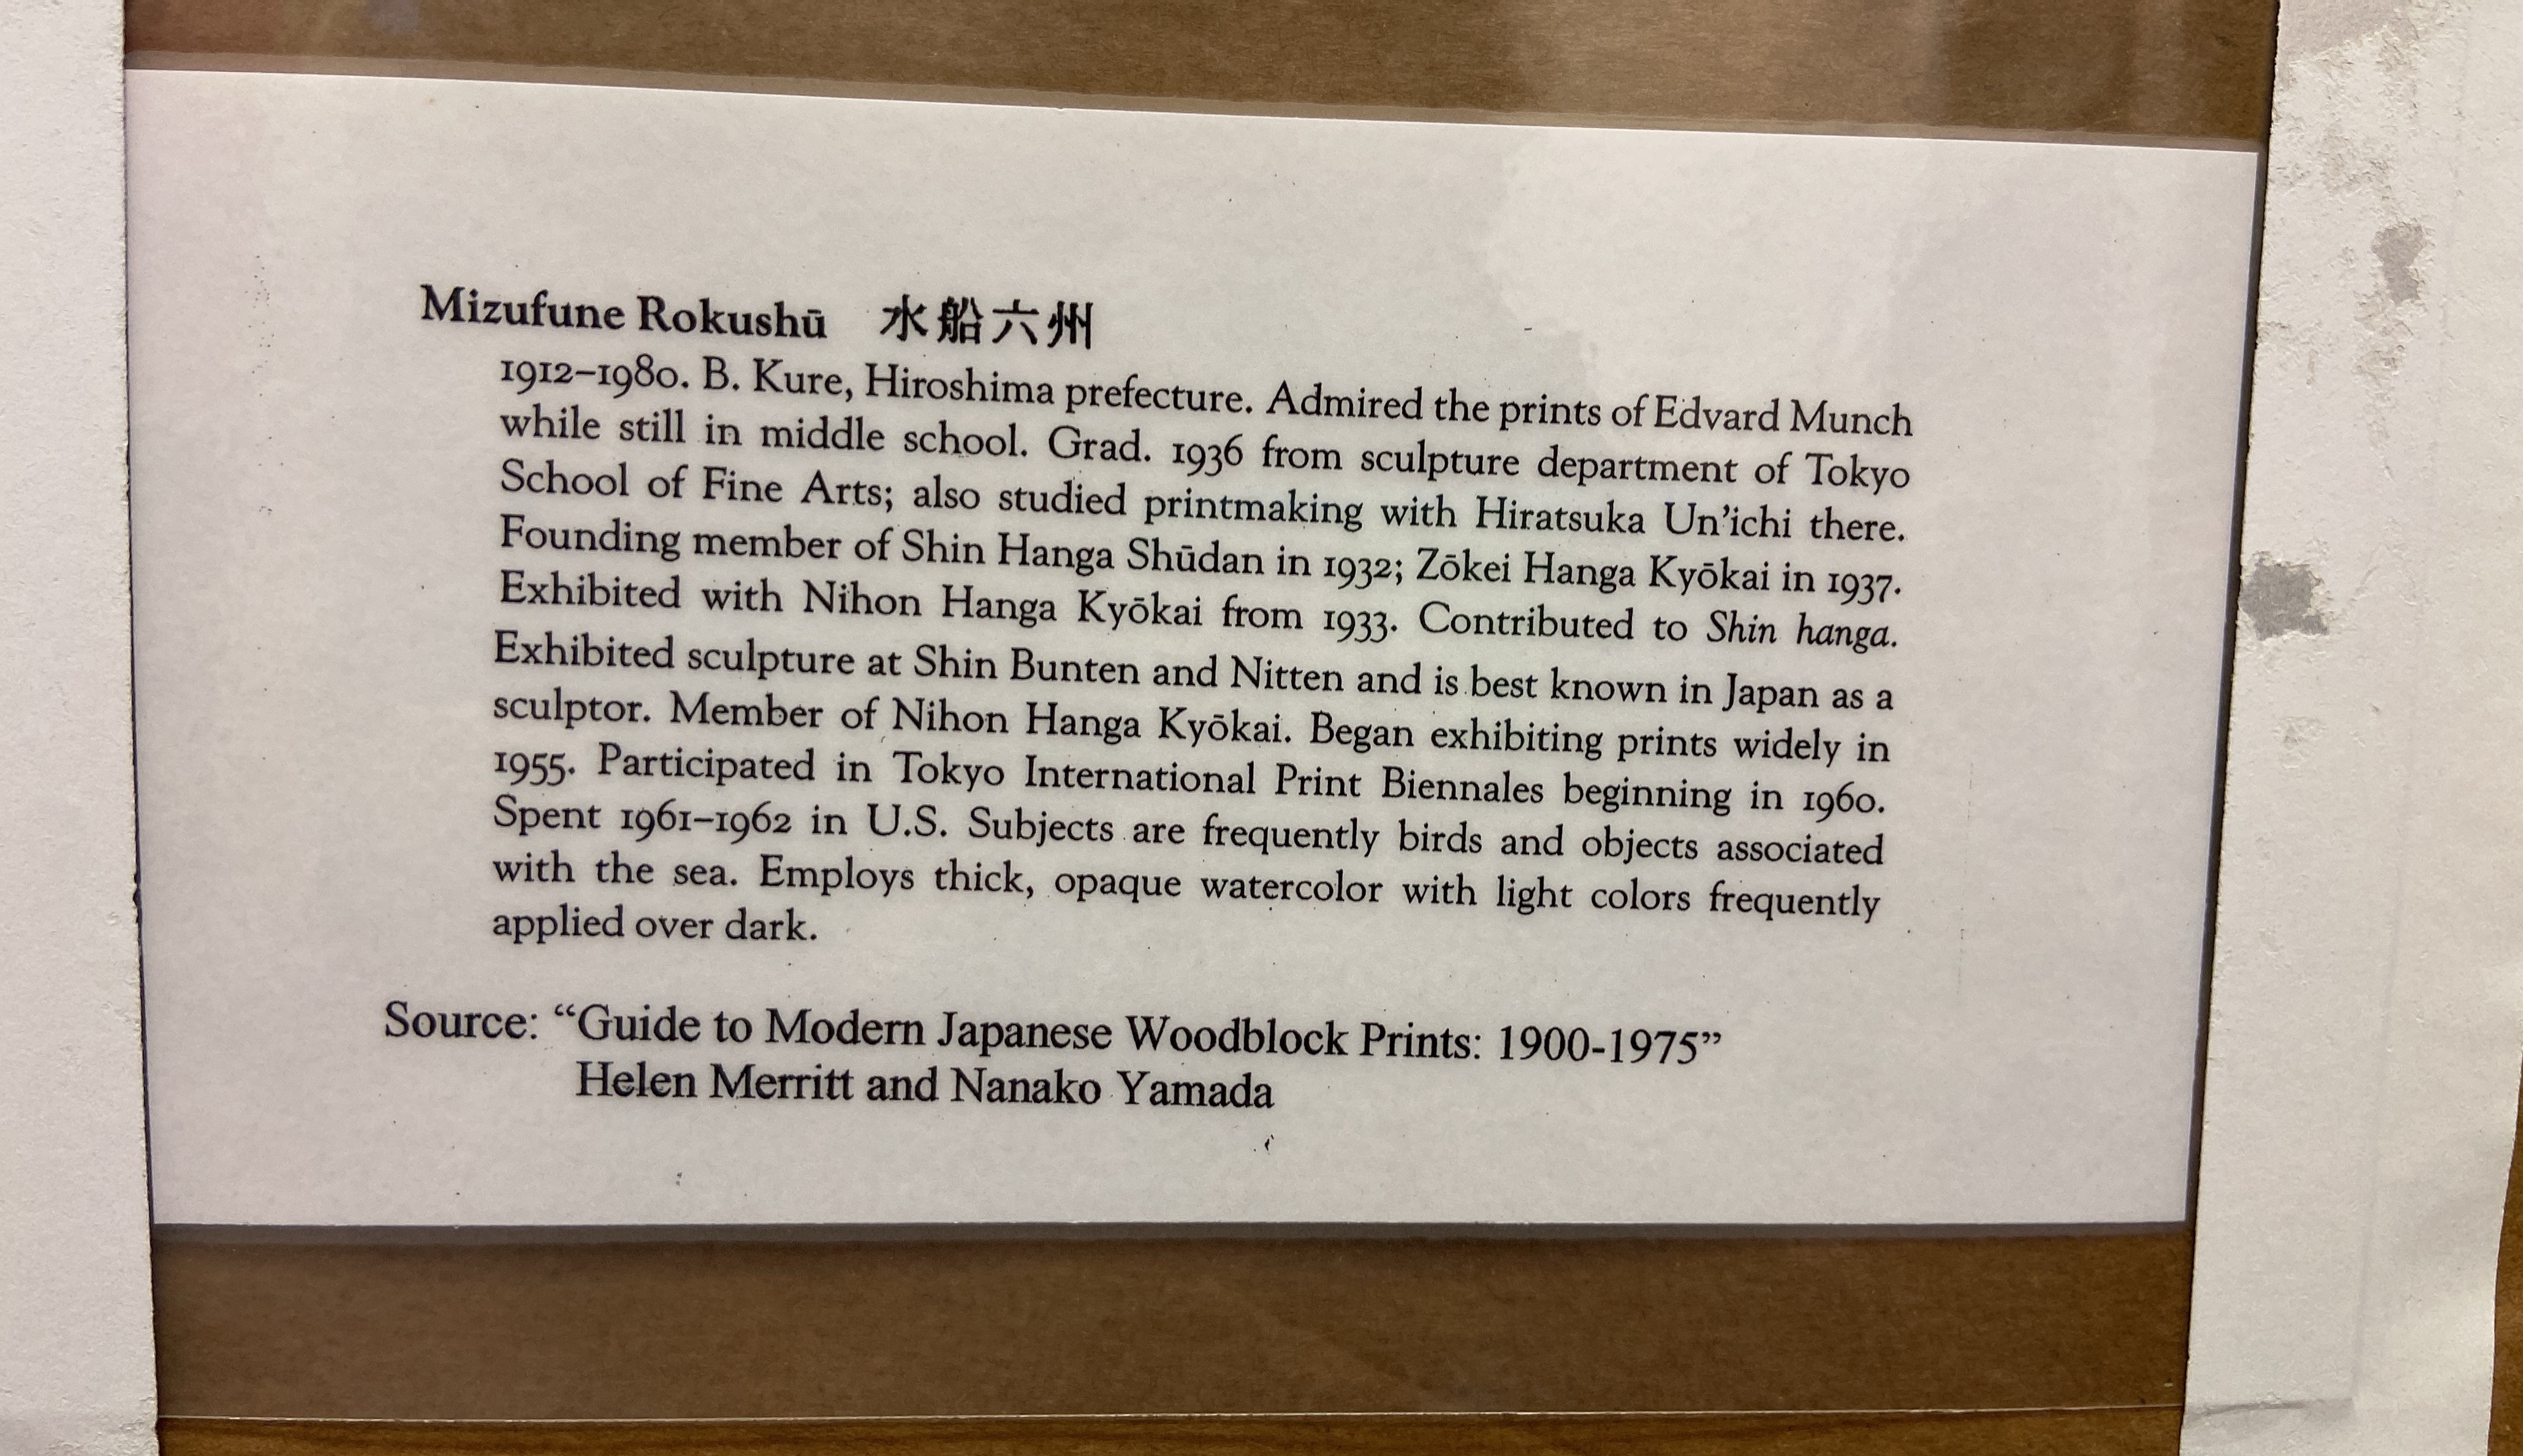 Mizufune Rokushū 水船六州
1912–1980. B. Kure, Hiroshima prefecture. Admired the prints of Edvard Munch
while still in middle school. Grad. 1936 from sculpture department of Tokyo
School of Fine Arts; also studied printmaking with Hiratsuka Un’ichi there.
Founding member of Shin Hanga Shūdan in 1932; Zōkei Hanga Kyōkai in 1937.
Exhibited with Nihon Hanga Kyōkai from 1933. Contributed to Shin hanga.
Exhibited sculpture at Shin Bunten and Nitten and is best known in Japan as a
sculptor. Member of Nihon Hanga Kyōkai. Began exhibiting prints widely in
1955. Participated in Tokyo International Print Biennales beginning in 1960.
Spent 1961–1962 in U.S. Subjects are frequently birds and objects associated
with the sea. Employs thick, opaque watercolor with light colors frequently
applied over dark.
Source: “Guide to Modern Japanese Woodblock Prints: 1900-1975”
Helen Merritt and Nanako Yamada